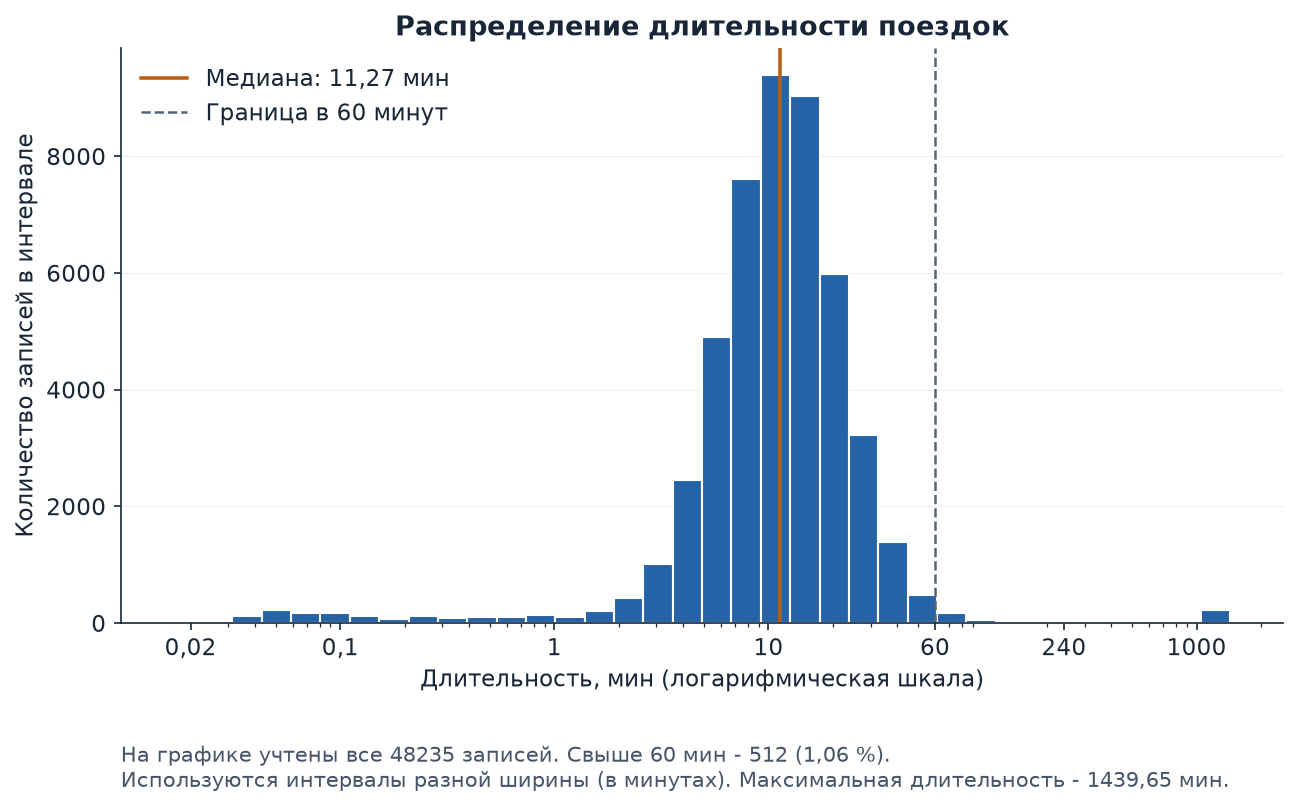 Распределение длительности поездок
Медиана: 11,27 мин
Граница в 60 минут
Количество записей в интервале
8000
6000
4000
2000
0
0,02 0,1 1 10 60 240 1000
Длительность, мин (логарифмическая шкала)
На графике учтены все 48235 записей. Свыше 60 мин - 512 (1,06 %).
Используются интервалы разной ширины (в минутах). Максимальная длительность - 1439,65 мин.